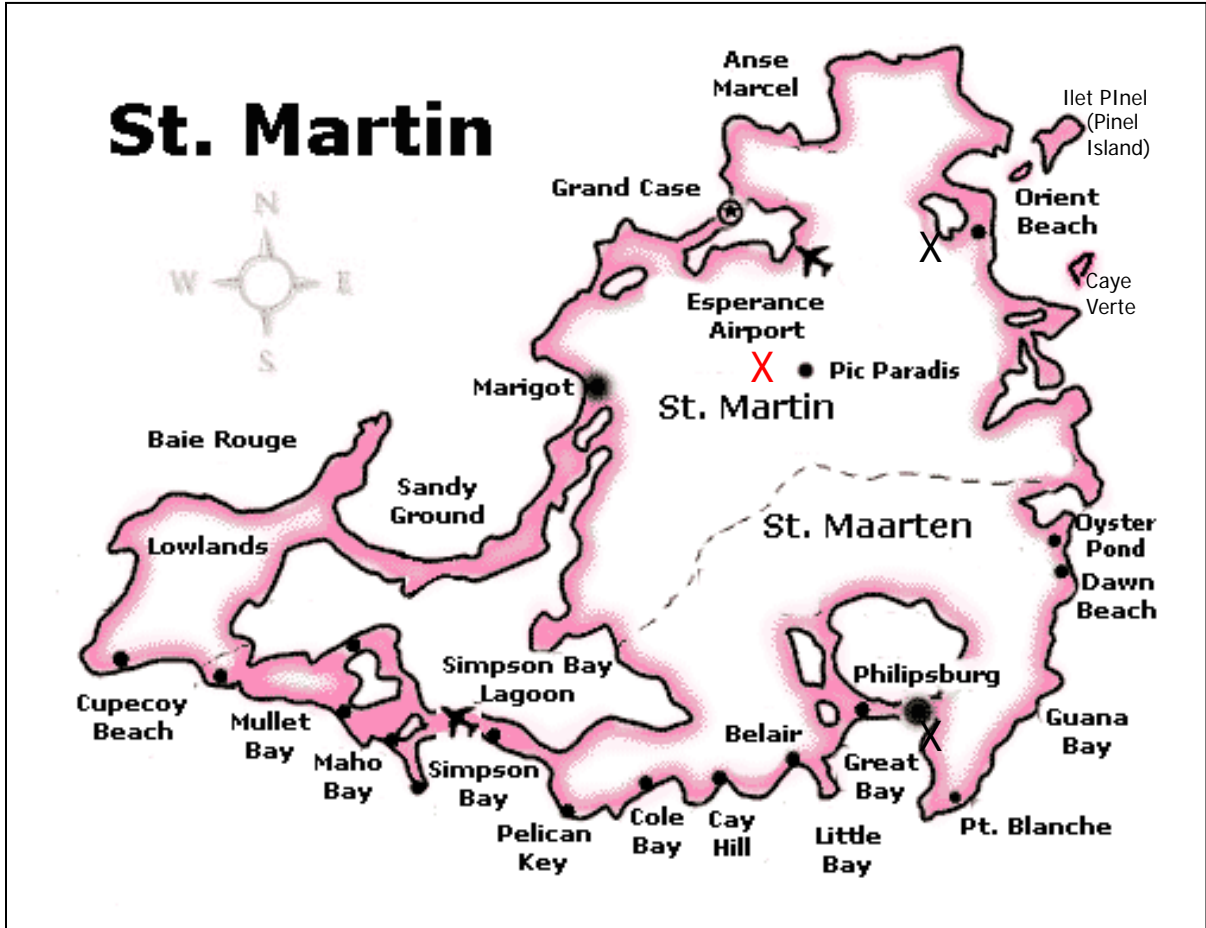 St. Martin
N
W
E
S
Anse
Marcel
Ilet PInel
(Pinel
Island)
Grand Case
Orient
Beach
X
Caye
Verte
Esperance
Airport
X
Pic Paradis
Marigot
St. Martin
Baie Rouge
Sandy
Ground
Lowlands
St. Maarten
Oyster
Pond
Dawn
Beach
Simpson Bay
Lagoon
Philipsburg
X
Cupecoy
Beach
Mullet
Bay
Maho
Bay
Simpson
Bay
Pelican
Key
Cole
Bay
Cay
Hill
Belair
Great
Bay
Little
Bay
Guana
Bay
Pt. Blanche